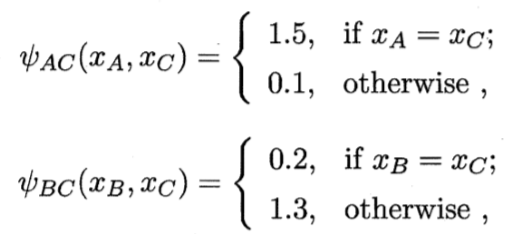 ψ_AC(x_A, x_C) = { 1.5, if x_A = x_C;
0.1, otherwise ,
ψ_BC(x_B, x_C) = { 0.2, if x_B = x_C;
1.3, otherwise ,